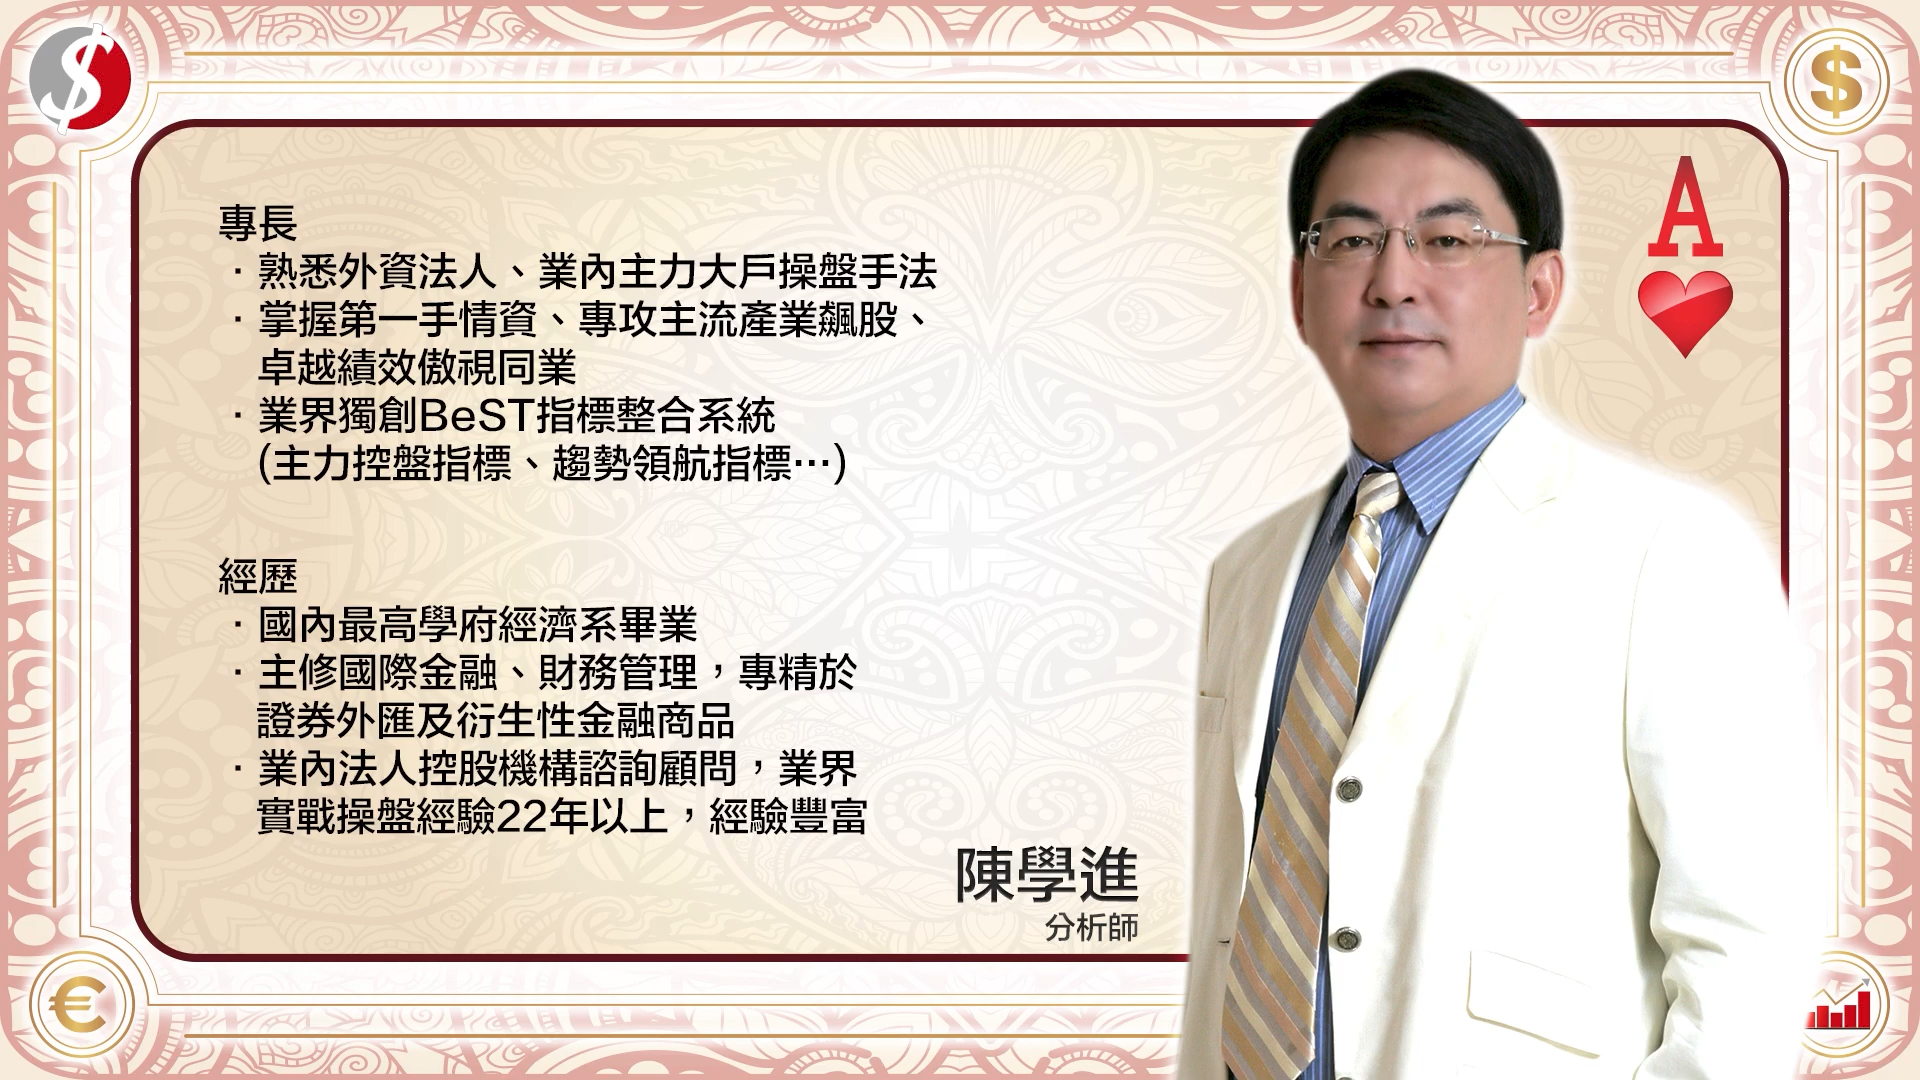 專長
·熟悉外資法人、業內主力大戶操盤手法
·掌握第一手情資、專攻主流產業飆股、
卓越績效傲視同業
·業界獨創BeST指標整合系統
(主力控盤指標、趨勢領航指標…)
經歷
·國內最高學府經濟系畢業
·主修國際金融、財務管理，專精於
證券外匯及衍生性金融商品
·業內法人控股機構諮詢顧問，業界
實戰操盤經驗22年以上，經驗豐富
陳學進
分析師
A
$
$
€